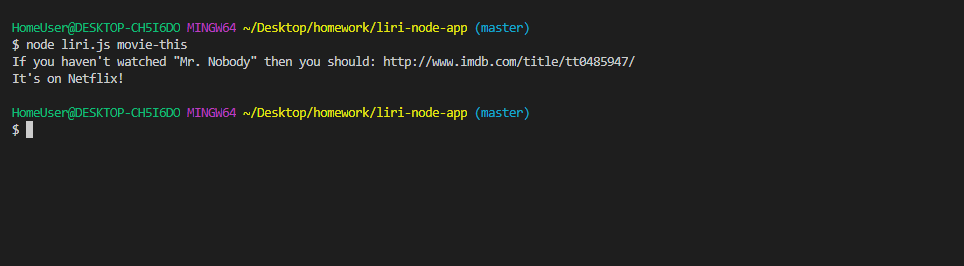 HomeUser@DESKTOP-CH5I6DO MINGW64 ~/Desktop/homework/liri-node-app (master)
$ node liri.js movie-this
If you haven't watched "Mr. Nobody" then you should: http://www.imdb.com/title/tt0485947/
It's on Netflix!
HomeUser@DESKTOP-CH5I6DO MINGW64 ~/Desktop/homework/liri-node-app (master)
$